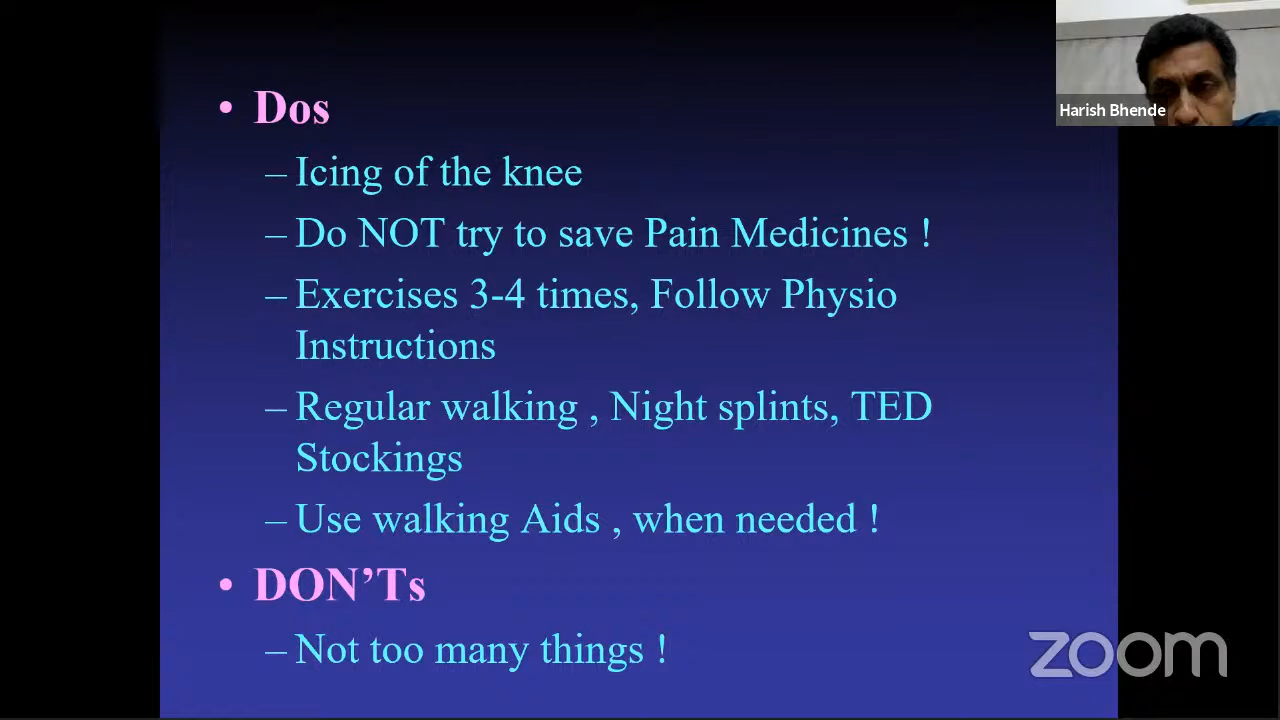 • Dos
– Icing of the knee
– Do NOT try to save Pain Medicines !
– Exercises 3-4 times, Follow Physio
Instructions
– Regular walking , Night splints, TED
Stockings
– Use walking Aids , when needed !
• DON’Ts
– Not too many things !
Harish Bhende
zoom